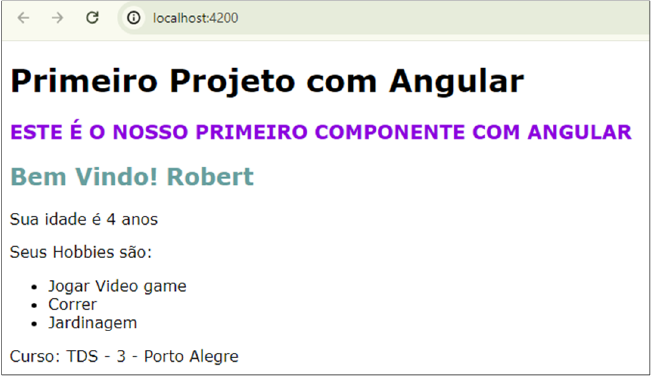 localhost:4200
Primeiro Projeto com Angular
ESTE É O NOSSO PRIMEIRO COMPONENTE COM ANGULAR
Bem Vindo! Robert
Sua idade é 4 anos
Seus Hobbies são:
• Jogar Video game
• Correr
• Jardinagem
Curso: TDS - 3 - Porto Alegre